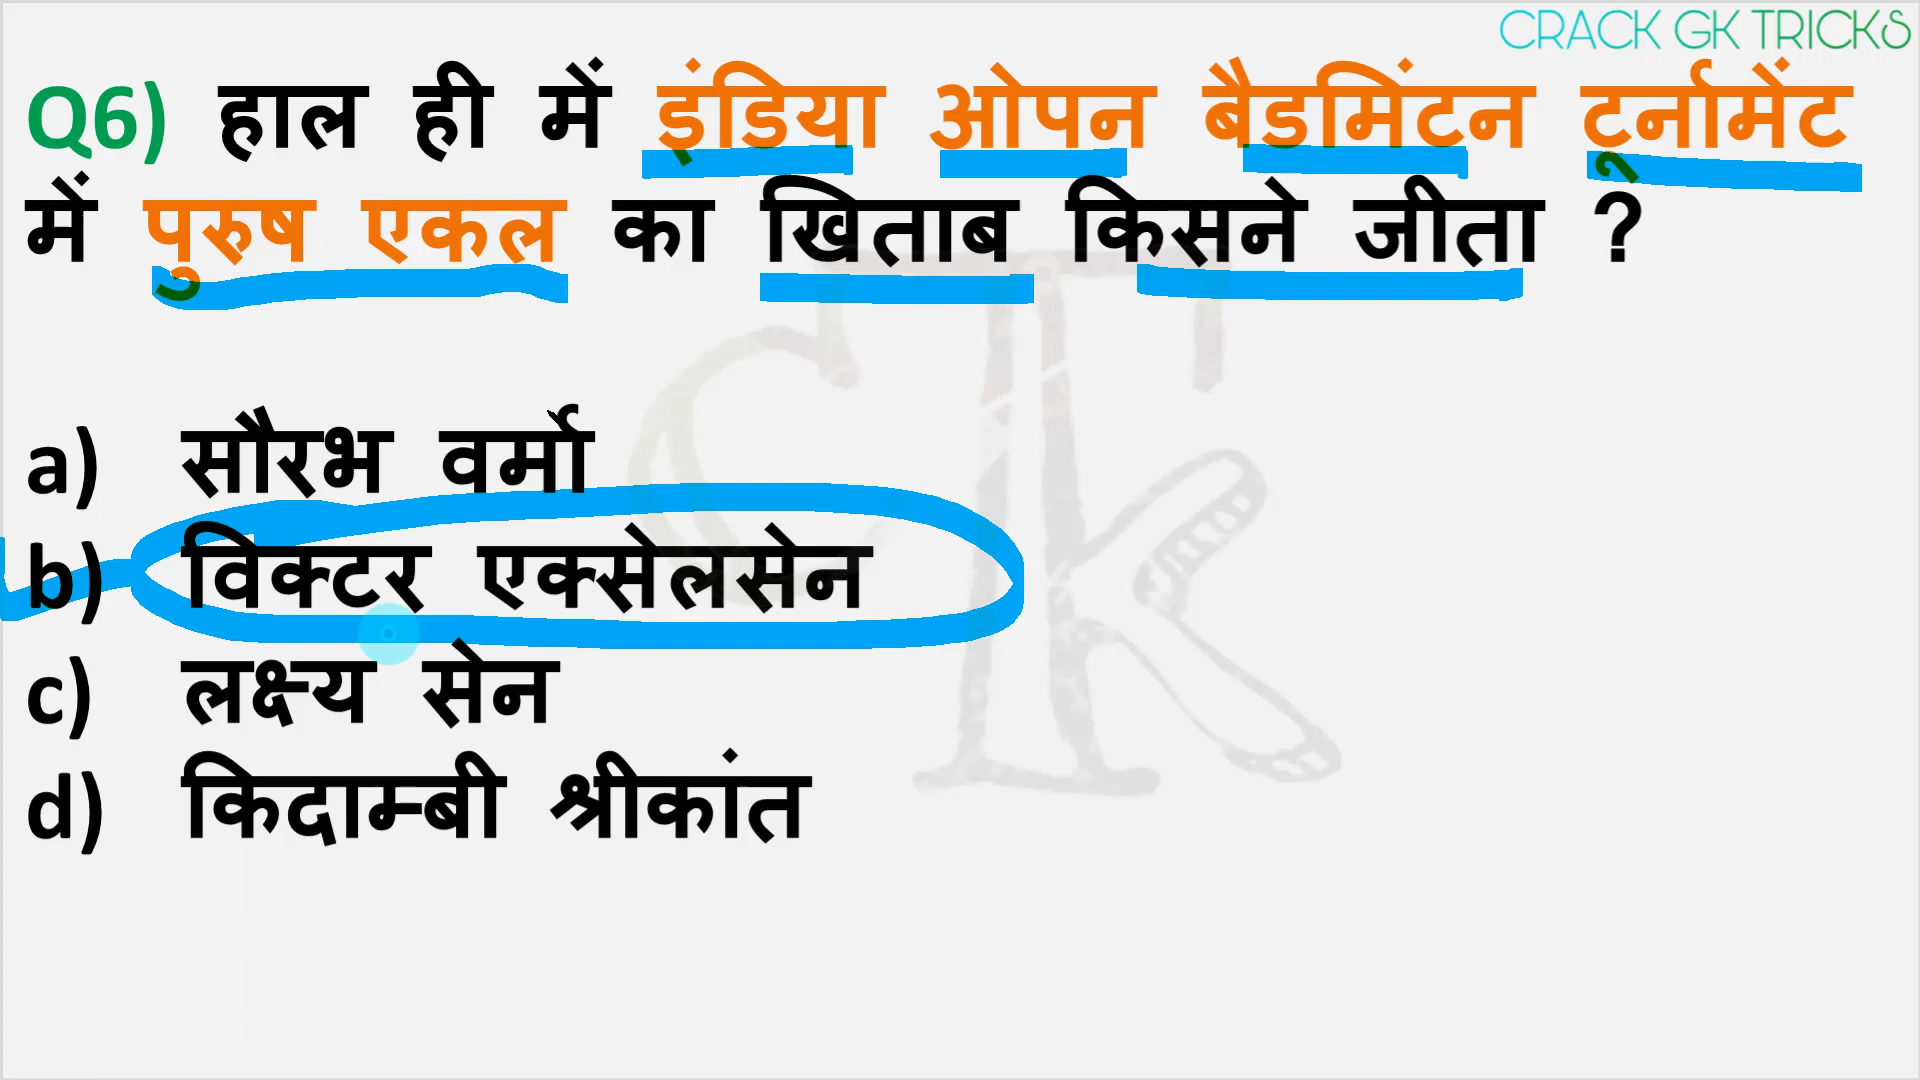 CRACK GK TRICKS
Q6) हाल ही में इंडिया ओपन बैडमिंटन टूर्नामेंट
में पुरुष एकल का खिताब किसने जीता ?
a) सौरभ वर्मा
b) विक्टर एक्सेलसेन
c) लक्ष्य सेन
d) किदाम्बी श्रीकांत